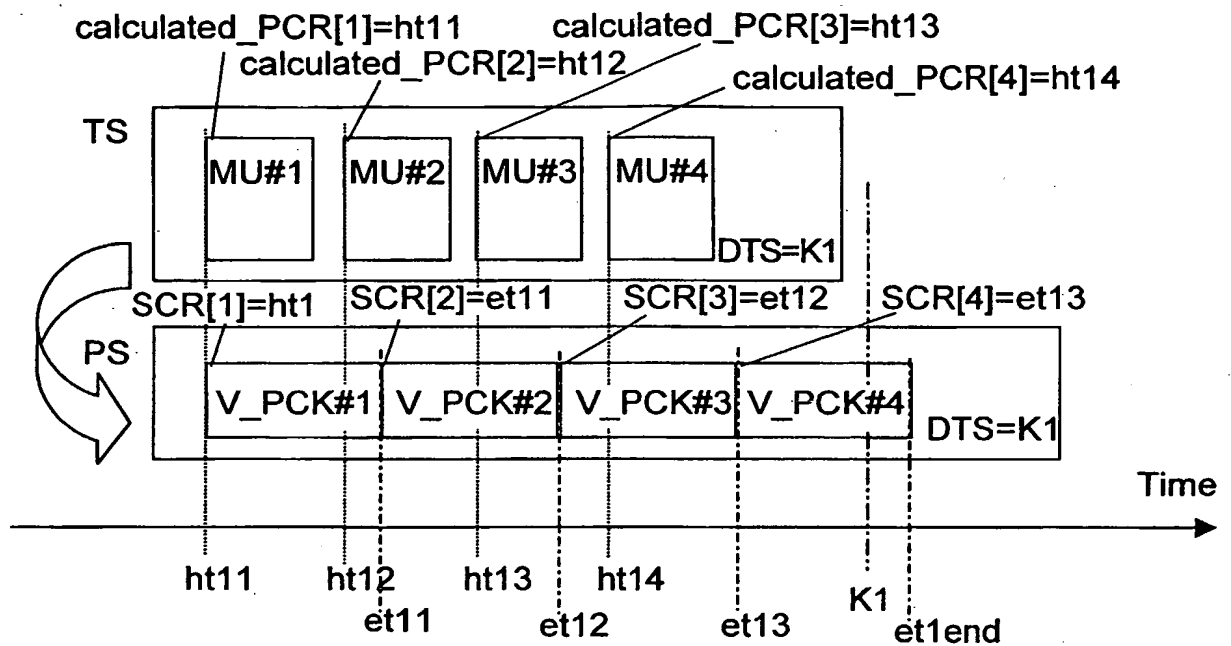 calculated_PCR[1]=ht11
calculated_PCR[3]=ht13
calculated_PCR[2]=ht12
calculated_PCR[4]=ht14
TS
MU#1
MU#2
MU#3
MU#4
DTS=K1
SCR[1]=ht1
SCR[2]=et11
SCR[3]=et12
SCR[4]=et13
PS
V_PCK#1
V_PCK#2
V_PCK#3
V_PCK#4
DTS=K1
Time
ht11
ht12
ht13
ht14
K1
et11
et12
et13
et1end